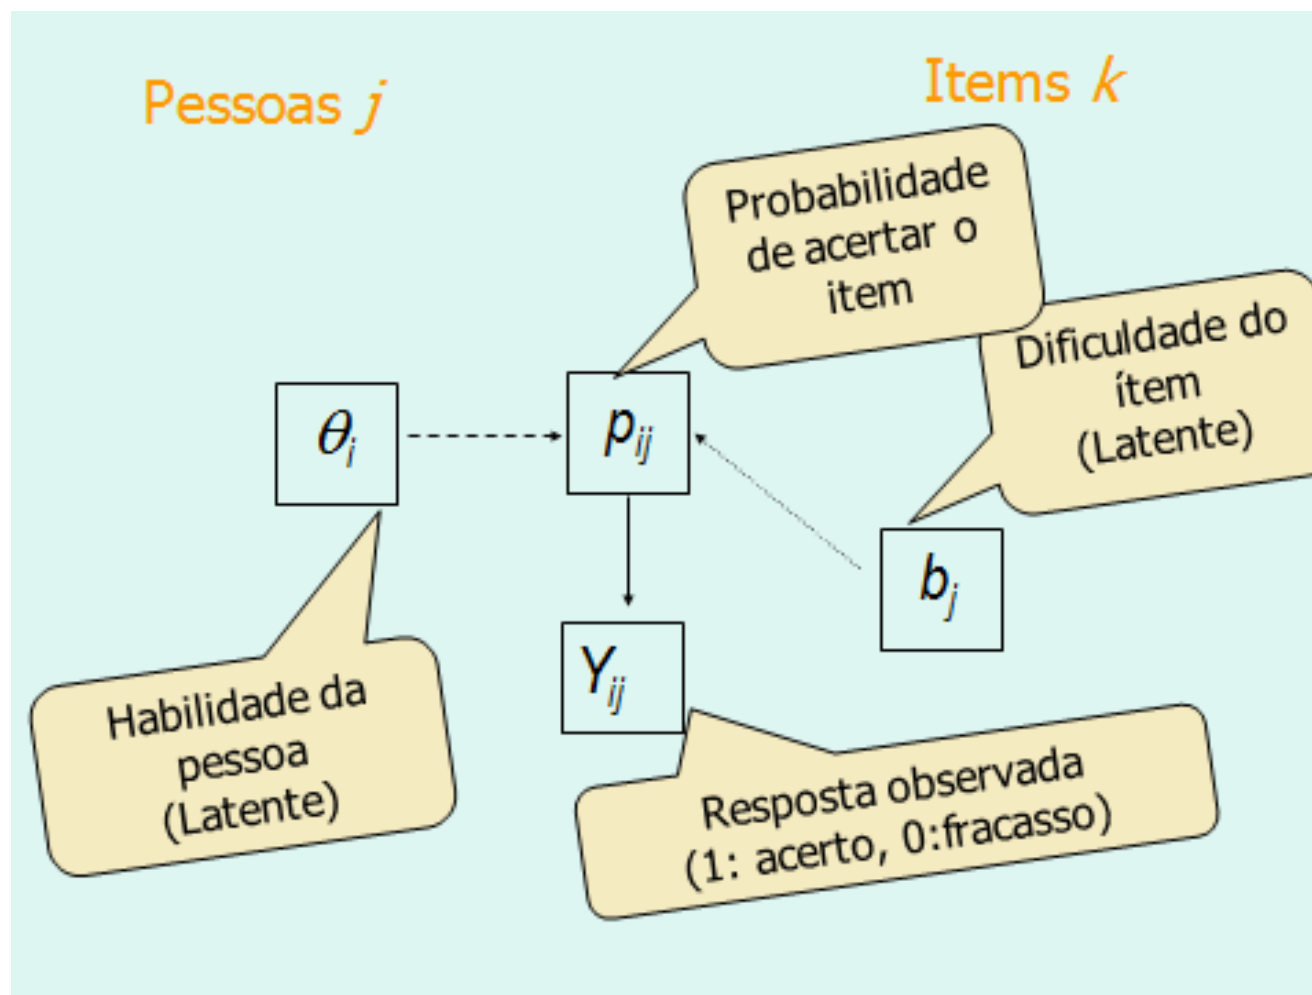 Pessoas j
Items k
Probabilidade
de acertar o
item
Dificuldade do
ítem
(Latente)
θi
pij
bj
Yij
Habilidade da
pessoa
(Latente)
Resposta observada
(1: acerto, 0:fracasso)